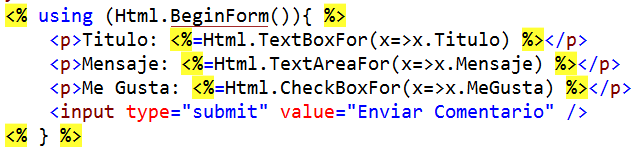 <% using (Html.BeginForm()){ %>
<p>Titulo: <%=Html.TextBoxFor(x=>x.Titulo) %></p>
<p>Mensaje: <%=Html.TextAreaFor(x=>x.Mensaje) %></p>
<p>Me Gusta: <%=Html.CheckBoxFor(x=>x.MeGusta) %></p>
<input type="submit" value="Enviar Comentario" />
<% } %>